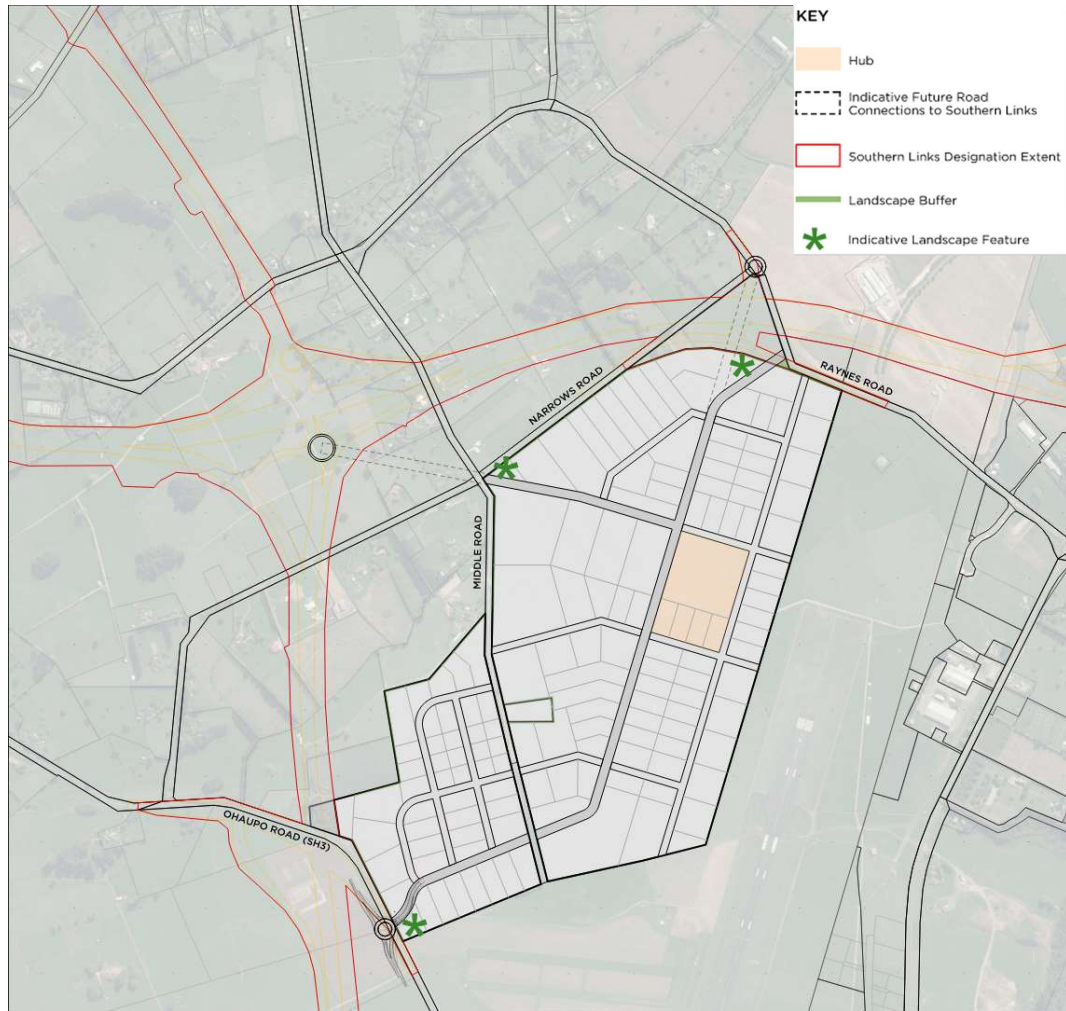 KEY
Hub
Indicative Future Road
Connections to Southern Links
Southern Links Designation Extent
Landscape Buffer
Indicative Landscape Feature
NARROWS ROAD
RAYNES ROAD
MIDDLE ROAD
OHAUPO ROAD (SH3)